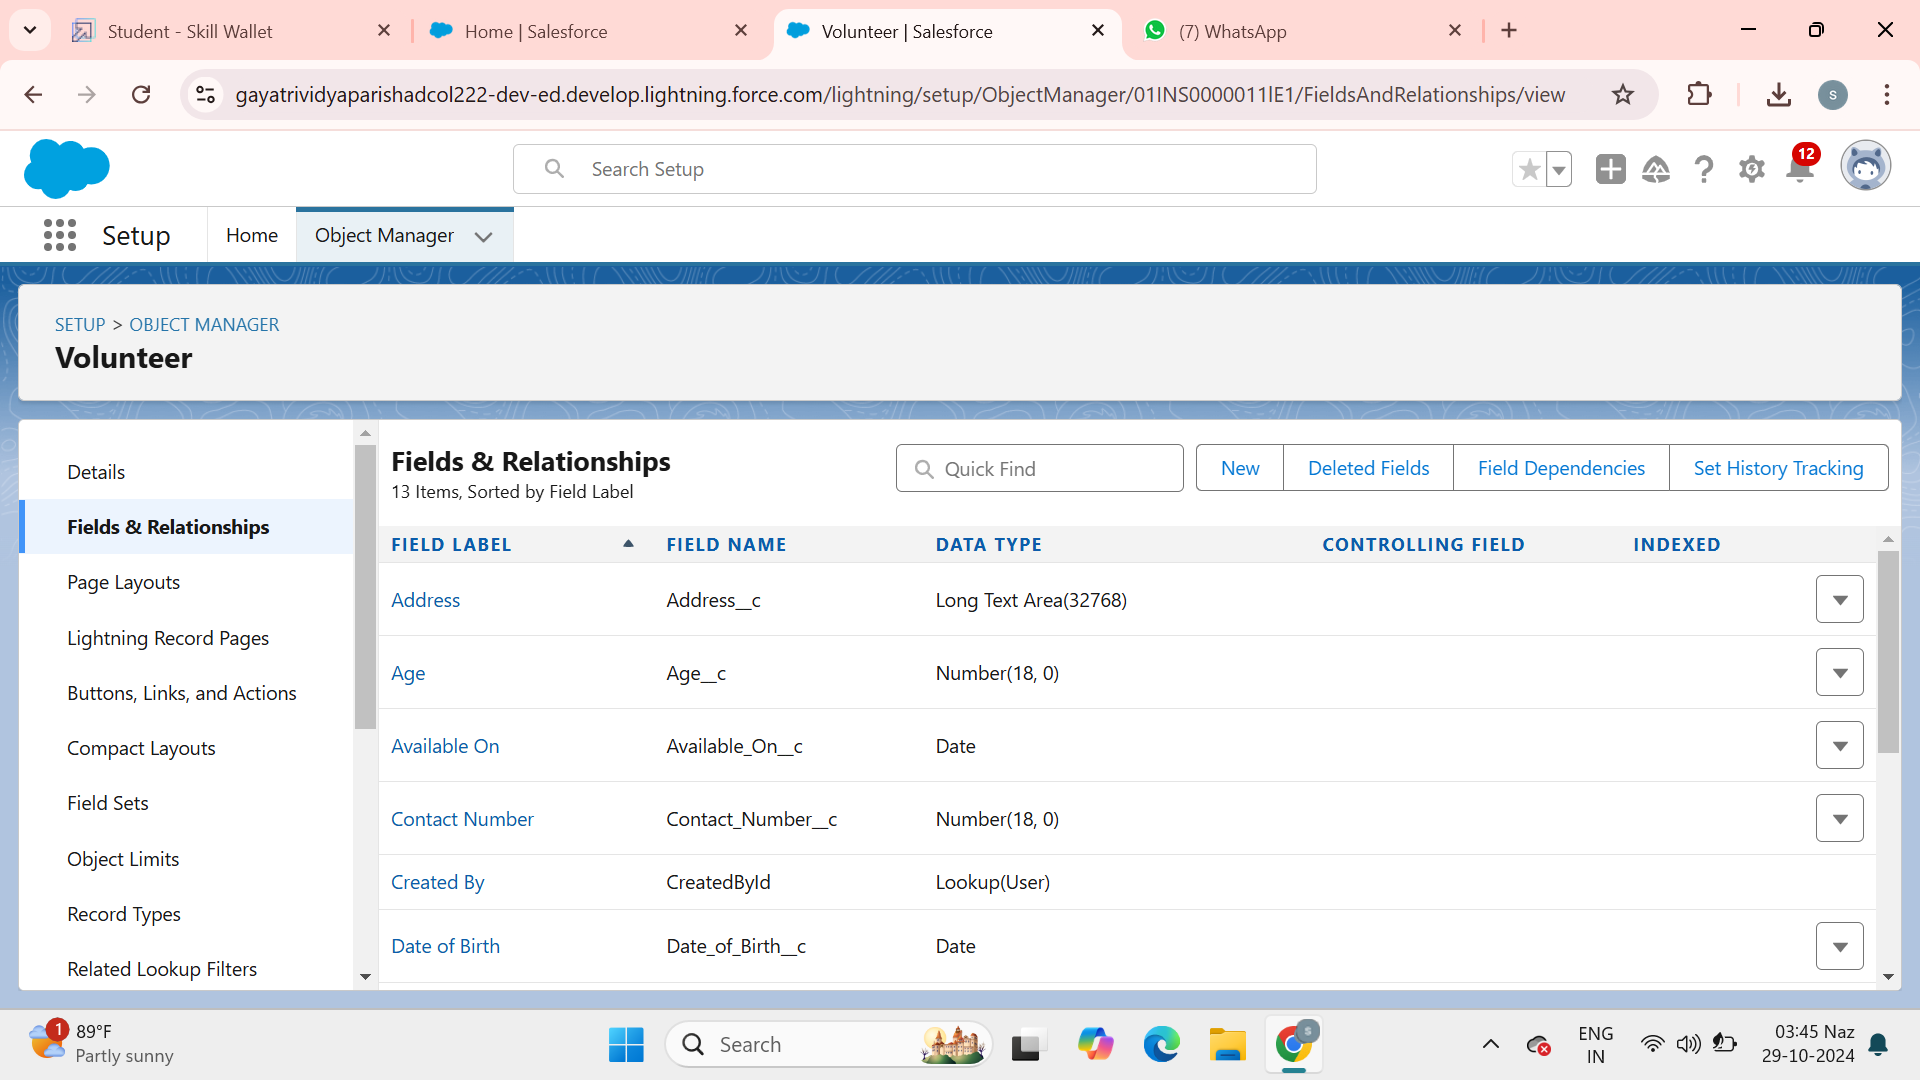 Student - Skill Wallet
Home | Salesforce
Volunteer | Salesforce
(7) WhatsApp
gayatrividyaparishadcol222-dev-ed.develop.lightning.force.com/lightning/setup/ObjectManager/01INS0000011lE1/FieldsAndRelationships/view
S
Search Setup
12
Setup
Home
Object Manager
SETUP > OBJECT MANAGER
Volunteer
Details
Fields & Relationships
Page Layouts
Lightning Record Pages
Buttons, Links, and Actions
Compact Layouts
Field Sets
Object Limits
Record Types
Related Lookup Filters
Fields & Relationships
13 Items, Sorted by Field Label
Quick Find
New
Deleted Fields
Field Dependencies
Set History Tracking
FIELD LABEL FIELD NAME DATA TYPE CONTROLLING FIELD INDEXED
Address Address__c Long Text Area(32768)
Age Age__c Number(18, 0)
Available On Available_On__c Date
Contact Number Contact_Number__c Number(18, 0)
Created By CreatedById Lookup(User)
Date of Birth Date_of_Birth__c Date
1
89°F
Partly sunny
Search
S
ENG
IN
03:45 Naz
29-10-2024